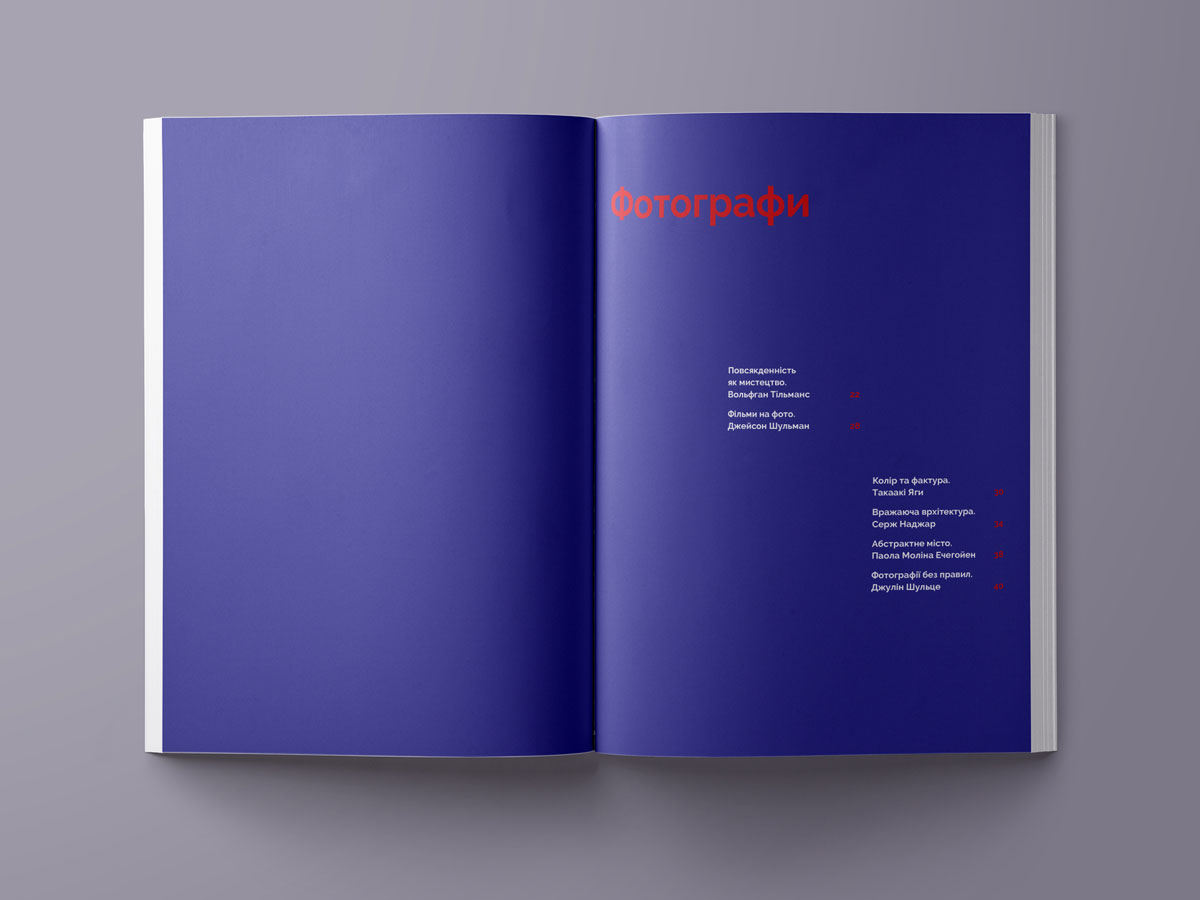 Фотографи
Повсякденність
як мистецтво.
Вольфган Тільманс 22
Фільми на фото.
Джейсон Шульман 28
Колір та фактура.
Такаакі Яги 30
Вражаюча врхітектура.
Серж Наджар 34
Абстрактне місто.
Паола Моліна Ечегойен 38
Фотографії без правил.
Джулін Шульце 40